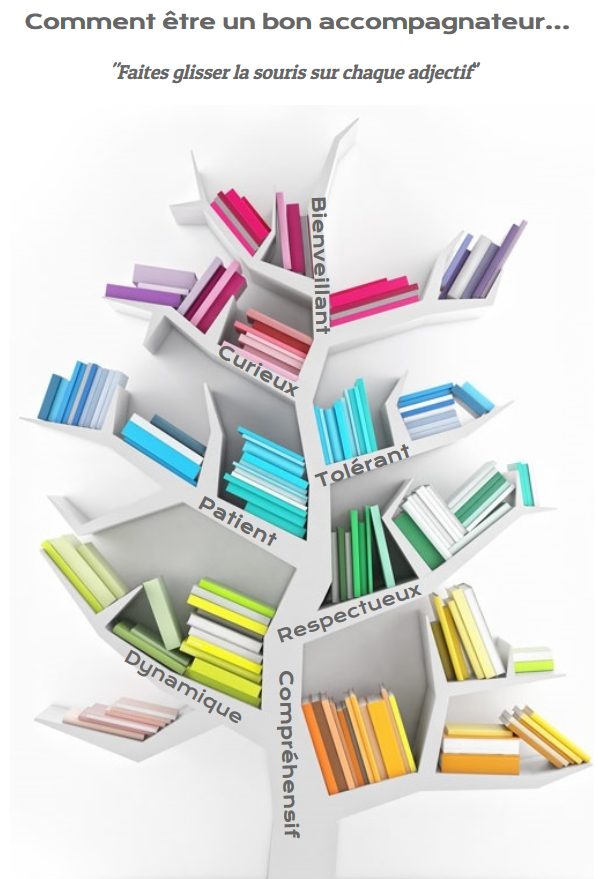 Comment être un bon accompagnateur...
"Faites glisser la souris sur chaque adjectif"
Bienveillant
Curieux
Tolérant
Patient
Respectueux
Dynamique
Compréhensif